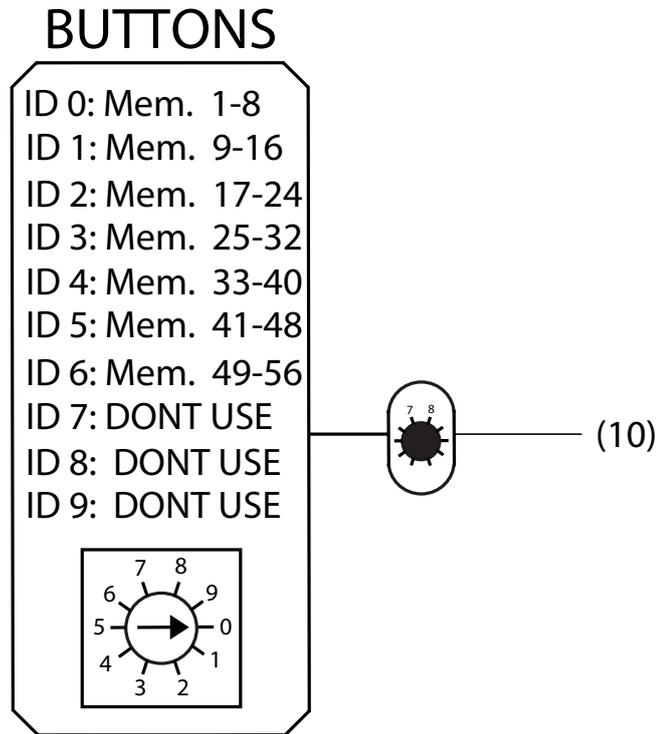 BUTTONS
ID 0: Mem. 1-8
ID 1: Mem. 9-16
ID 2: Mem. 17-24
ID 3: Mem. 25-32
ID 4: Mem. 33-40
ID 5: Mem. 41-48
ID 6: Mem. 49-56
ID 7: DONT USE
ID 8: DONT USE
ID 9: DONT USE
7 8
(10)
7 8
6 9
5 0
4 1
3 2